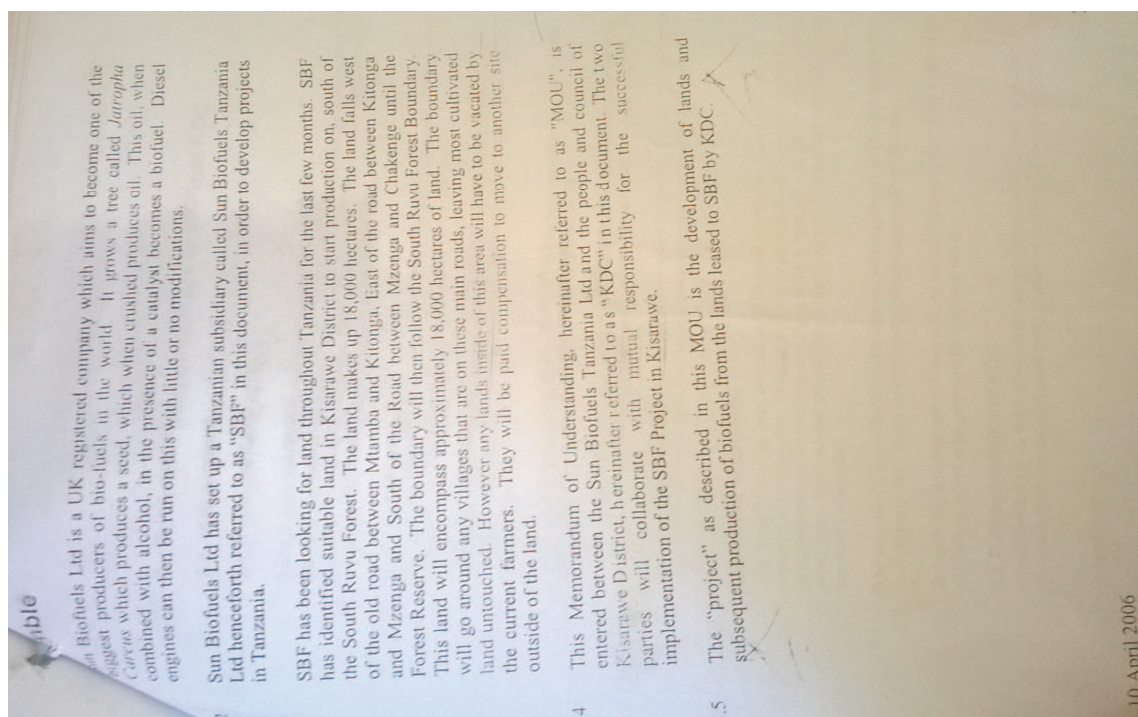 mble
Biofuels Ltd is a UK registered company which aims to become one of the
ggest producers of bio-fuels in the world. It grows a tree called Jatropha
Curcus which produces a seed, which when crushed produces oil. This oil, when
combined with alcohol, in the presence of a catalyst becomes a biofuel. Diesel
engines can then be run on this with little or no modifications.
Sun Biofuels Ltd has set up a Tanzanian subsidiary called Sun Biofuels Tanzania
Ltd henceforth referred to as “SBF” in this document, in order to develop projects
in Tanzania.
SBF has been looking for land throughout Tanzania for the last few months. SBF
has identified suitable land in Kisarawe District to start production on, south of
the South Ruvu Forest. The land makes up 18,000 hectares. The land falls west
of the old road between Mtamba and Kitonga, East of the road between Kitonga
and Mzenga and South of the Road between Mzenga and Chakenge until the
Forest Reserve. The boundary will then follow the South Ruvu Forest Boundary.
This land will encompass approximately 18,000 hectares of land. The boundary
will go around any villages that are on these main roads, leaving most cultivated
land untouched. However any lands inside of this area will have to be vacated by
the current farmers. They will be paid compensation to move to another site
outside of the land.
4 This Memorandum of Understanding, hereinafter referred to as "MOU", is
entered between the Sun Biofuels Tanzania Ltd and the people and council of
Kisarawe District, hereinafter referred to as “KDC” in this document. The two
parties will collaborate with mutual responsibility for the successful
implementation of the SBF Project in Kisarawe.
.5 The "project" as described in this MOU is the development of lands and
subsequent production of biofuels from the lands leased to SBF by KDC.
10 April 2006